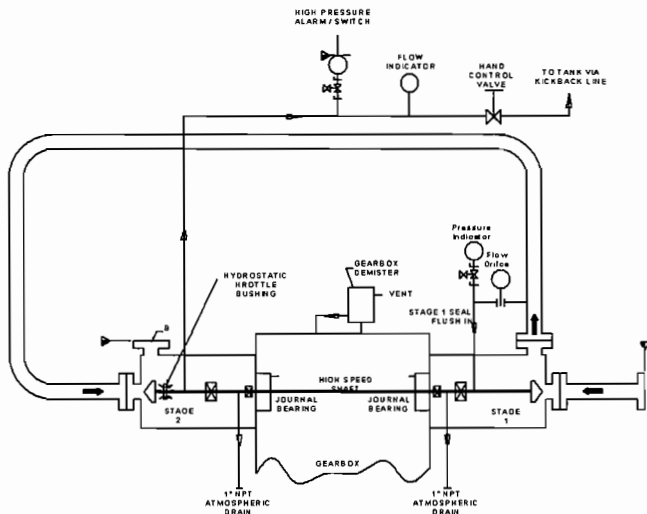 HIGH PRESSURE
ALARM/SWITCH
FLOW
INDICATOR
HAND
CONTROL
VALVE
TO TANK VIA
KICKBACK LINE
Pressure
Indicator
Flow
Orifce
GEARBOX
DEMISTER
VENT
HYDROSTATIC
THROTTLE
BUSHING
STAGE 1 SEAL
FLUSH IN
B
HIGH SPEED
SHAFT
JOURNAL
BEARING
JOURNAL
BEARING
STAGE
2
STAGE
1
GEARBOX
1" NPT
ATMOSPHERIC
DRAIN
1" NPT
ATMOSPHERIC
DRAIN